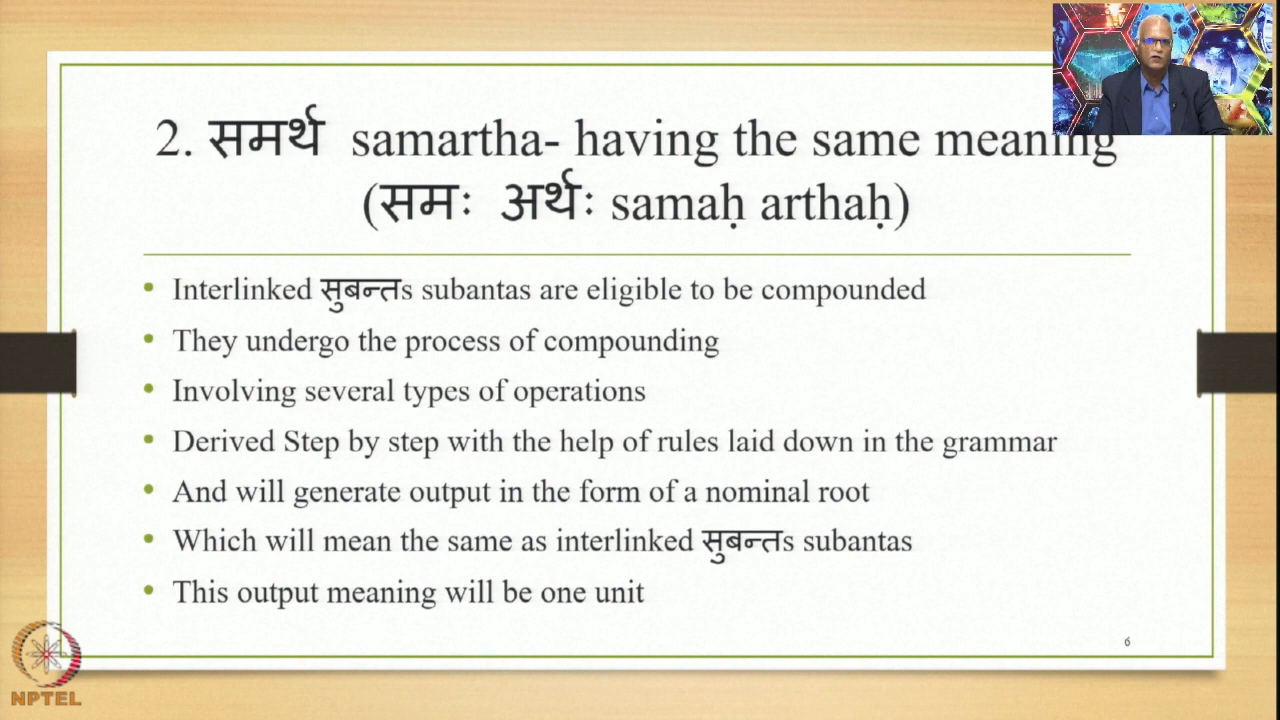 2. समर्थ samartha- having the same meaning
(समः अर्थः samaḥ arthaḥ)
• Interlinked सुबन्तs subantas are eligible to be compounded
• They undergo the process of compounding
• Involving several types of operations
• Derived Step by step with the help of rules laid down in the grammar
• And will generate output in the form of a nominal root
• Which will mean the same as interlinked सुबन्तs subantas
• This output meaning will be one unit
6
NPTEL